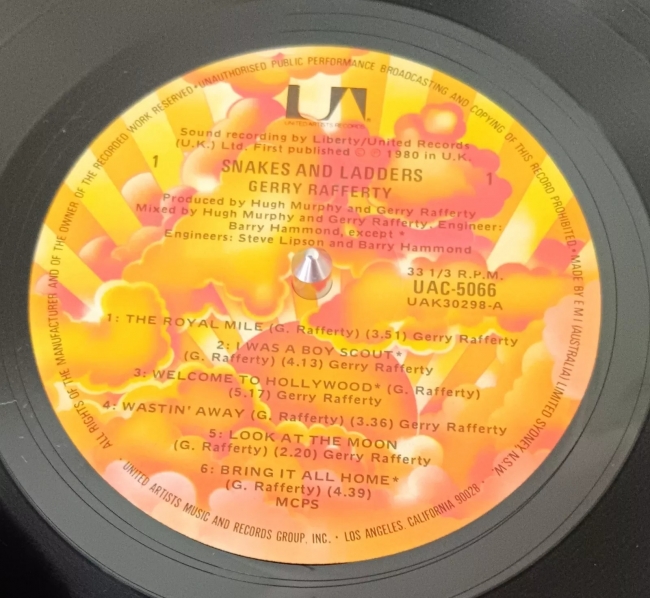 ALL RIGHTS OF THE MANUFACTURER AND OF THE OWNER OF THE RECORDED WORK RESERVED • UNAUTHORISED PUBLIC PERFORMANCE BROADCASTING AND COPYING OF THIS RECORD PROHIBITED • MADE BY E M I (AUSTRALIA) LIMITED SYDNEY, N.S.W.
UA
UNITED ARTISTS RECORDS
Sound recording by Liberty/United Records
(U.K.) Ltd. First published © ℗ 1980 in U.K.
1
SNAKES AND LADDERS
1
GERRY RAFFERTY
Produced by Hugh Murphy and Gerry Rafferty
Mixed by Hugh Murphy and Gerry Rafferty, Engineer:
Barry Hammond, except *
Engineers: Steve Lipson and Barry Hammond
33 1/3 R.P.M.
UAC-5066
UAK30298-A
1: THE ROYAL MILE (G. Rafferty) (3.51) Gerry Rafferty
2: I WAS A BOY SCOUT*
(G. Rafferty) (4.13) Gerry Rafferty
3: WELCOME TO HOLLYWOOD* (G. Rafferty)
(5.17) Gerry Rafferty
4: WASTIN' AWAY (G. Rafferty) (3.36) Gerry Rafferty
5: LOOK AT THE MOON
(G. Rafferty) (2.20) Gerry Rafferty
6: BRING IT ALL HOME*
(G. Rafferty) (4.39)
MCPS
• UNITED ARTISTS MUSIC AND RECORDS GROUP, INC. • LOS ANGELES, CALIFORNIA 90028 •